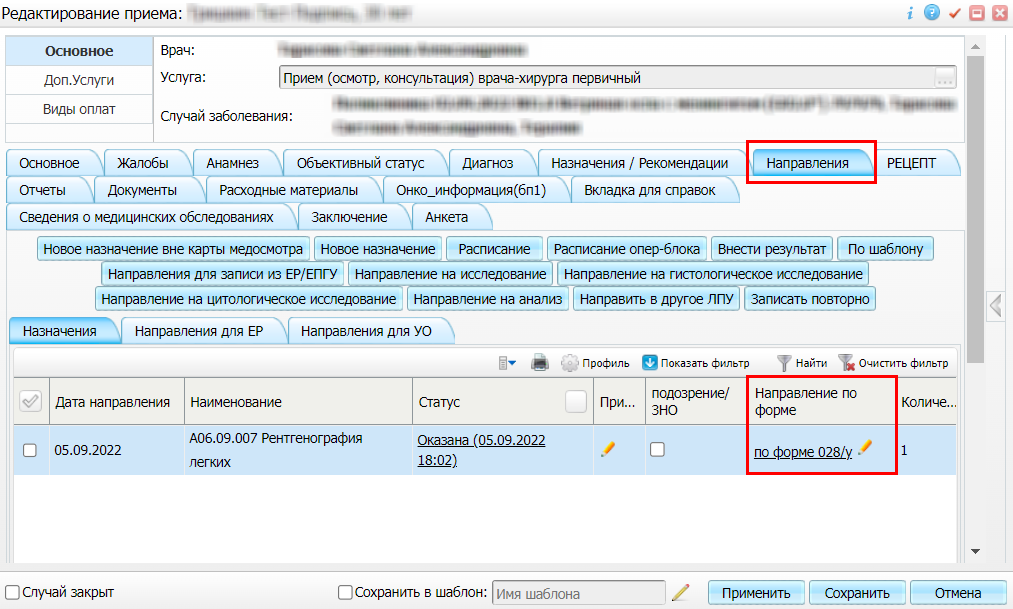 Редактирование приема:
Основное
Доп.Услуги
Виды оплат
Врач:
Услуга: Прием (осмотр, консультация) врача-хирурга первичный ...
Случай заболевания:
Основное Жалобы Анамнез Объективный статус Диагноз Назначения / Рекомендации Направления РЕЦЕПТ
Отчеты Документы Расходные материалы Онко_информация(бп1) Вкладка для справок
Сведения о медицинских обследованиях Заключение Анкета
Новое назначение вне карты медосмотра Новое назначение Расписание Расписание опер-блока Внести результат По шаблону
Направления для записи из ЕР/ЕПГУ Направление на исследование Направление на гистологическое исследование
Направление на цитологическое исследование Направление на анализ Направить в другое ЛПУ Записать повторно
Назначения Направления для ЕР Направления для УО
Профиль Показать фильтр Найти Очистить фильтр
Дата направления Наименование Статус При... подозрение/
ЗНО
Направление по
форме
Количе...
05.09.2022
A06.09.007 Рентгенография
легких
Оказана (05.09.2022
18:02)
по форме 028/у
1
Случай закрыт Сохранить в шаблон: Имя шаблона Применить Сохранить Отмена